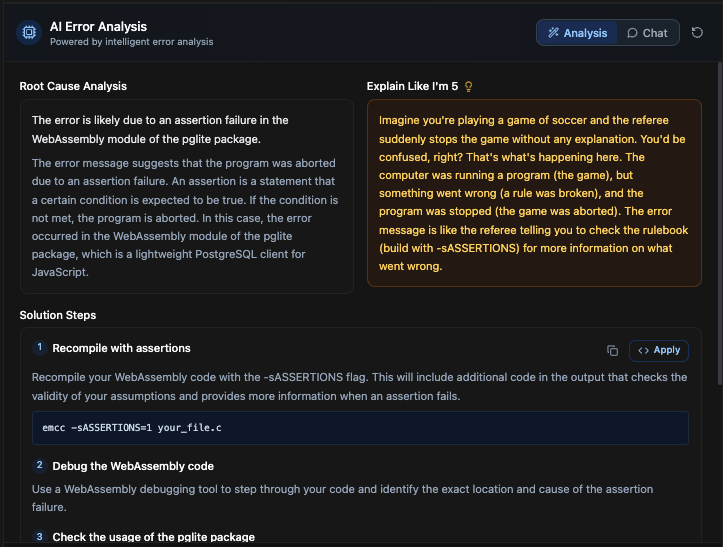 AI Error Analysis
Powered by intelligent error analysis
Analysis
Chat
Root Cause Analysis
The error is likely due to an assertion failure in the
WebAssembly module of the pglite package.
The error message suggests that the program was aborted
due to an assertion failure. An assertion is a statement that
a certain condition is expected to be true. If the condition is
not met, the program is aborted. In this case, the error
occurred in the WebAssembly module of the pglite
package, which is a lightweight PostgreSQL client for
JavaScript.
Explain Like I'm 5
Imagine you're playing a game of soccer and the referee
suddenly stops the game without any explanation. You'd be
confused, right? That's what's happening here. The
computer was running a program (the game), but
something went wrong (a rule was broken), and the
program was stopped (the game was aborted). The error
message is like the referee telling you to check the rulebook
(build with -sASSERTIONS) for more information on what
went wrong.
Solution Steps
1 Recompile with assertions
<> Apply
Recompile your WebAssembly code with the -sASSERTIONS flag. This will include additional code in the output that checks the
validity of your assumptions and provides more information when an assertion fails.
emcc -sASSERTIONS=1 your_file.c
2 Debug the WebAssembly code
Use a WebAssembly debugging tool to step through your code and identify the exact location and cause of the assertion
failure.
3 Check the usage of the pglite package